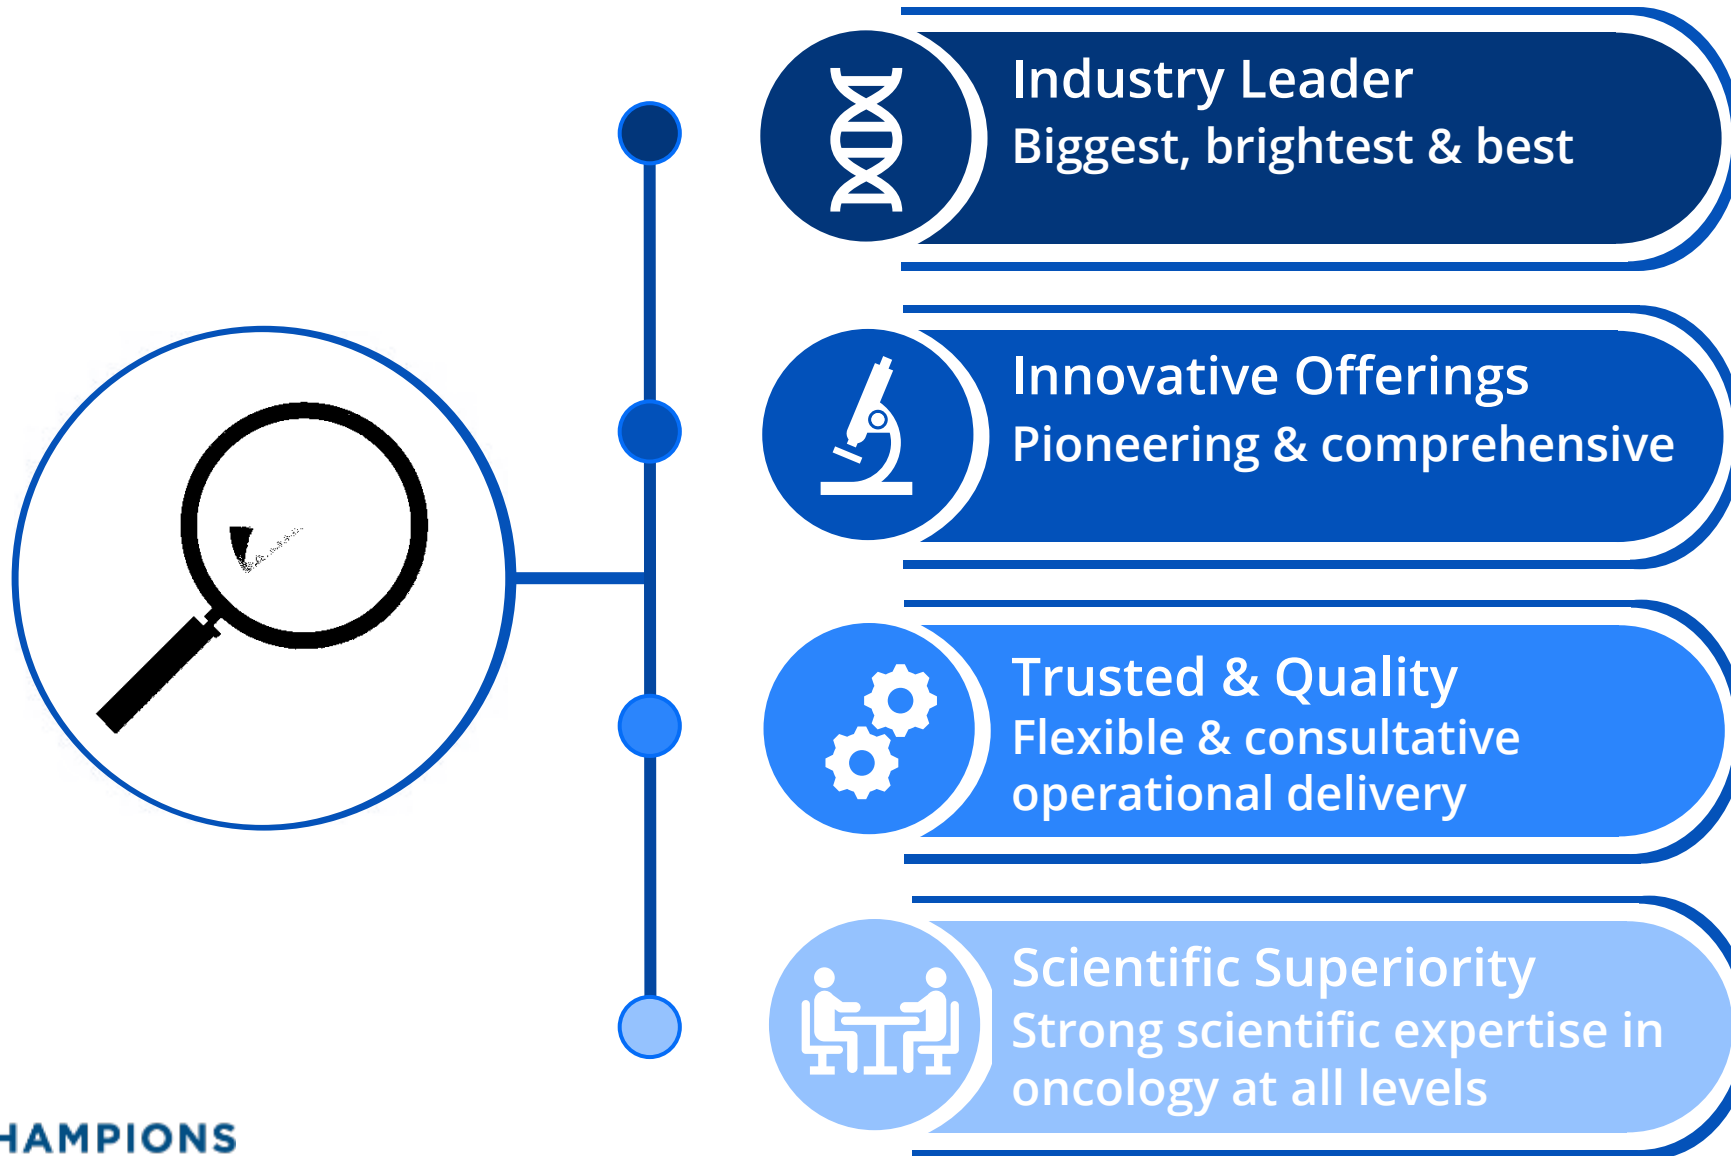 Industry Leader
Biggest, brightest & best
Innovative Offerings
Pioneering & comprehensive
Trusted & Quality
Flexible & consultative
operational delivery
Scientific Superiority
Strong scientific expertise in
oncology at all levels
HAMPIONS